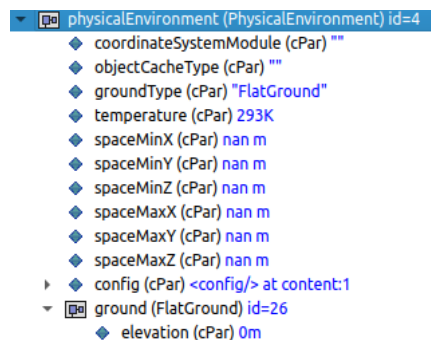 physicalEnvironment (PhysicalEnvironment) id=4
coordinateSystemModule (cPar) ""
objectCacheType (cPar) ""
groundType (cPar) "FlatGround"
temperature (cPar) 293K
spaceMinX (cPar) nan m
spaceMinY (cPar) nan m
spaceMinZ (cPar) nan m
spaceMaxX (cPar) nan m
spaceMaxY (cPar) nan m
spaceMaxZ (cPar) nan m
config (cPar) <config/> at content:1
ground (FlatGround) id=26
elevation (cPar) 0m